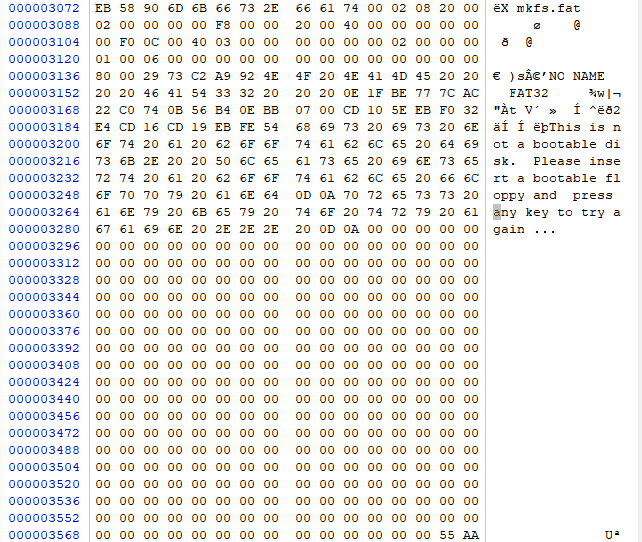 000003072 EB 58 90 6D 6B 66 73 2E 66 61 74 00 02 08 20 00 ëX mkfs.fat
000003088 02 00 00 00 00 F8 00 00 20 00 40 00 00 00 00 00 ø @
000003104 00 F0 0C 00 40 03 00 00 00 00 00 00 02 00 00 00 ð @
000003120 01 00 06 00 00 00 00 00 00 00 00 00 00 00 00 00
000003136 80 00 29 73 C2 A9 92 4E 4F 20 4E 41 4D 45 20 20 € )s©’NO NAME
000003152 20 20 46 41 54 33 32 20 20 20 0E 1F BE 77 7C AC FAT32 ¾w|¬
000003168 22 C0 74 0B 56 B4 0E BB 07 00 CD 10 5E EB F0 32 "Àt V´ » Í ^ëð2
000003184 E4 CD 16 CD 19 EB FE 54 68 69 73 20 69 73 20 6E äÍ Í ëþThis is n
000003200 6F 74 20 61 20 62 6F 6F 74 61 62 6C 65 20 64 69 ot a bootable di
000003216 73 6B 2E 20 20 50 6C 65 61 73 65 20 69 6E 73 65 sk. Please inse
000003232 72 74 20 61 20 62 6F 6F 74 61 62 6C 65 20 66 6C rt a bootable fl
000003248 6F 70 70 79 20 61 6E 64 0D 0A 70 72 65 73 73 20 oppy and press
000003264 61 6E 79 20 6B 65 79 20 74 6F 20 74 72 79 20 61 any key to try a
000003280 67 61 69 6E 20 2E 2E 2E 20 0D 0A 00 00 00 00 00 gain ...
000003296 00 00 00 00 00 00 00 00 00 00 00 00 00 00 00 00
000003312 00 00 00 00 00 00 00 00 00 00 00 00 00 00 00 00
000003328 00 00 00 00 00 00 00 00 00 00 00 00 00 00 00 00
000003344 00 00 00 00 00 00 00 00 00 00 00 00 00 00 00 00
000003360 00 00 00 00 00 00 00 00 00 00 00 00 00 00 00 00
000003376 00 00 00 00 00 00 00 00 00 00 00 00 00 00 00 00
000003392 00 00 00 00 00 00 00 00 00 00 00 00 00 00 00 00
000003408 00 00 00 00 00 00 00 00 00 00 00 00 00 00 00 00
000003424 00 00 00 00 00 00 00 00 00 00 00 00 00 00 00 00
000003440 00 00 00 00 00 00 00 00 00 00 00 00 00 00 00 00
000003456 00 00 00 00 00 00 00 00 00 00 00 00 00 00 00 00
000003472 00 00 00 00 00 00 00 00 00 00 00 00 00 00 00 00
000003488 00 00 00 00 00 00 00 00 00 00 00 00 00 00 00 00
000003504 00 00 00 00 00 00 00 00 00 00 00 00 00 00 00 00
000003520 00 00 00 00 00 00 00 00 00 00 00 00 00 00 00 00
000003536 00 00 00 00 00 00 00 00 00 00 00 00 00 00 00 00
000003552 00 00 00 00 00 00 00 00 00 00 00 00 00 00 00 00
000003568 00 00 00 00 00 00 00 00 00 00 00 00 00 00 55 AA Uª